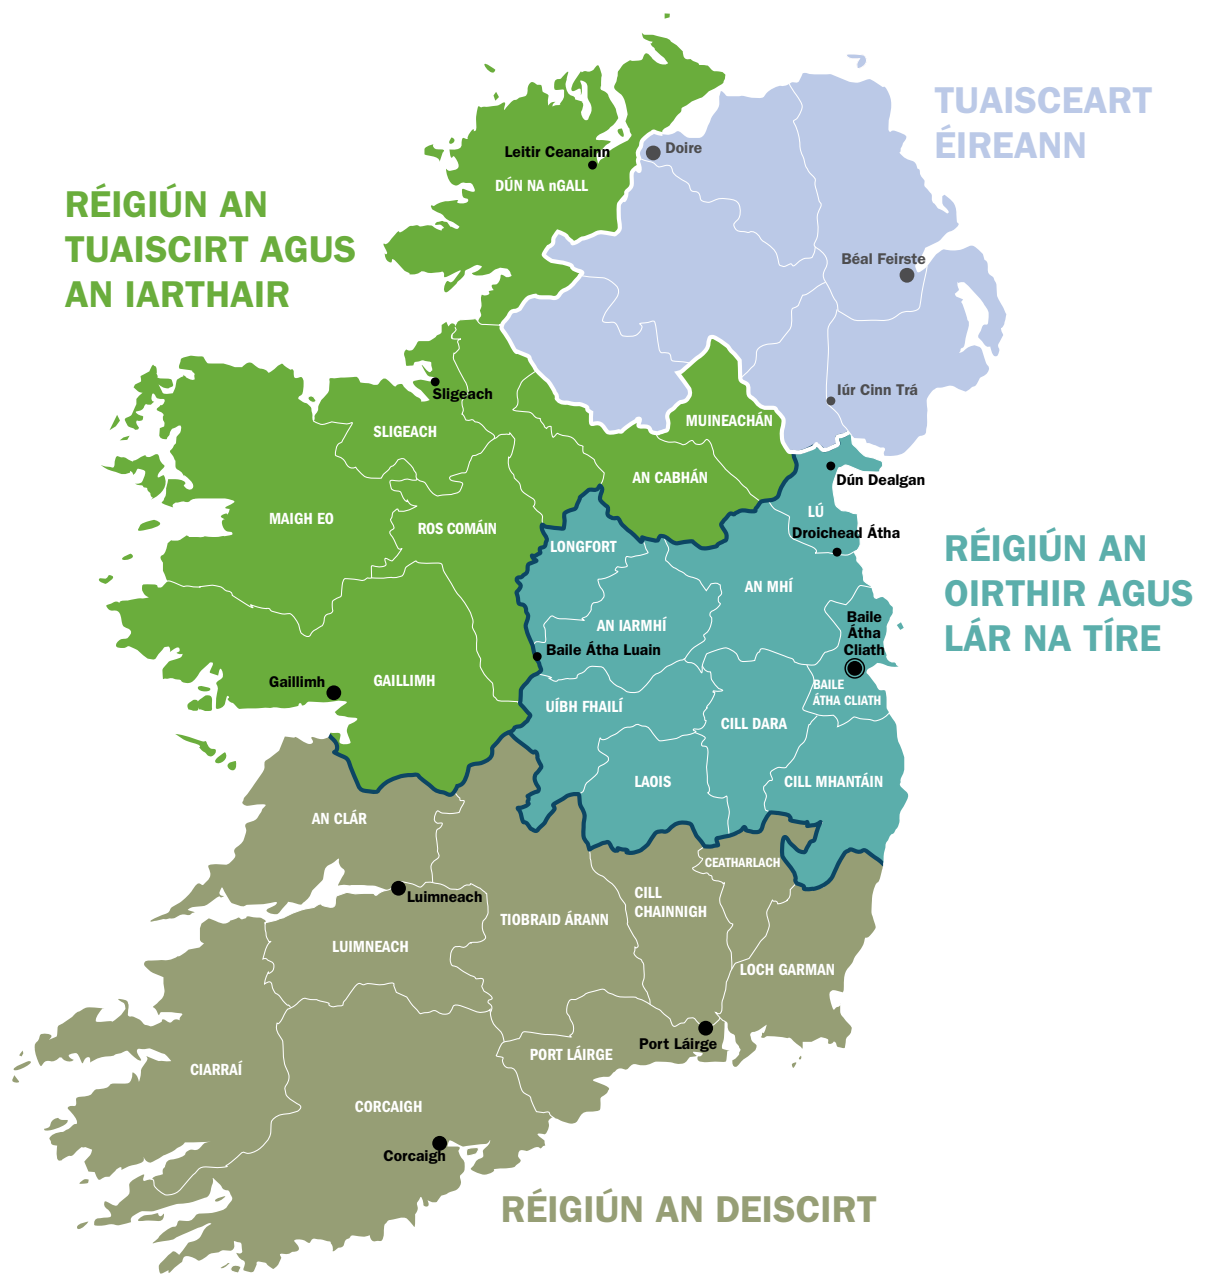 TUAISCEART
ÉIREANN
Doire
Leitir Ceanainn
DÚN NA nGALL
RÉIGIÚN AN
TUAISCIRT AGUS
AN IARTHAIR
Béal Feirste
Iúr Cinn Trá
Sligeach
SLIGEACH
MUINEACHÁN
AN CABHÁN
Dún Dealgan
LÚ
Droichead Átha
MAIGH EO
ROS COMÁIN
LONGFORT
RÉIGIÚN AN
OIRTHIR AGUS
LÁR NA TÍRE
AN MHÍ
AN IARMHÍ
Baile
Átha
Cliath
Baile Átha Luain
Gaillimh
GAILLIMH
UÍBH FHAILÍ
BAILE
ÁTHA CLIATH
CILL DARA
LAOIS
CILL MHANTÁIN
AN CLÁR
CEATHARLACH
Luimneach
CILL
CHAINNIGH
TIOBRAID ÁRANN
LUIMNEACH
LOCH GARMAN
Port Láirge
PORT LÁIRGE
CIARRAÍ
CORCAIGH
Corcaigh
RÉIGIÚN AN DEISCIRT